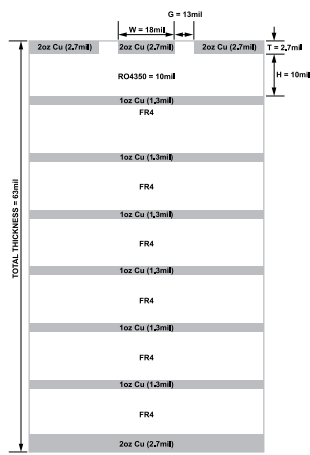 G = 13mil
W = 18mil
2oz Cu (2.7mil) 2oz Cu (2.7mil) 2oz Cu (2.7mil)
T = 2.7mil
RO4350 = 10mil
H = 10mil
1oz Cu (1.3mil)
FR4
1oz Cu (1.3mil)
FR4
1oz Cu (1.3mil)
FR4
1oz Cu (1.3mil)
FR4
1oz Cu (1.3mil)
FR4
1oz Cu (1.3mil)
FR4
2oz Cu (2.7mil)
TOTAL THICKNESS = 63mil